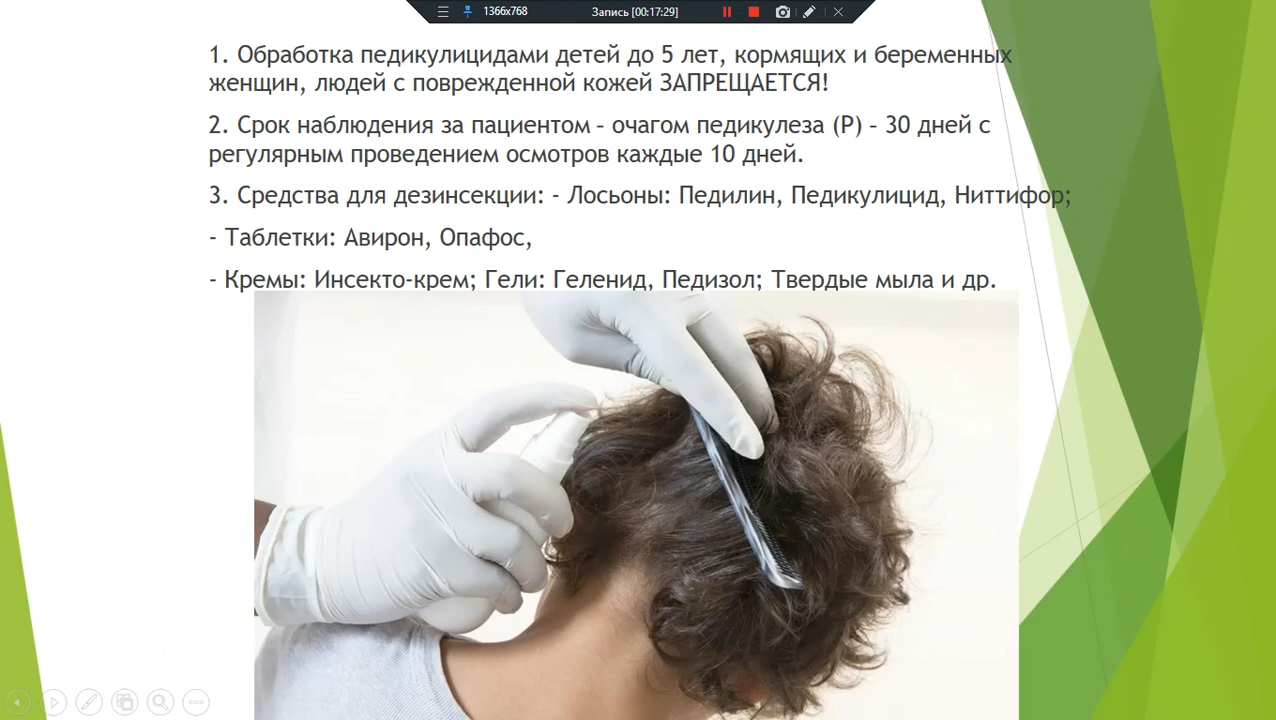 1366x768 Запись [00:17:29]
1. Обработка педикулицидами детей до 5 лет, кормящих и беременных
женщин, людей с поврежденной кожей ЗАПРЕЩАЕТСЯ!
2. Срок наблюдения за пациентом – очагом педикулеза (Р) – 30 дней с
регулярным проведением осмотров каждые 10 дней.
3. Средства для дезинсекции: - Лосьоны: Педилин, Педикулицид, Ниттифор;
- Таблетки: Авирон, Опафос,
- Кремы: Инсекто-крем; Гели: Геленид, Педизол; Твердые мыла и др.